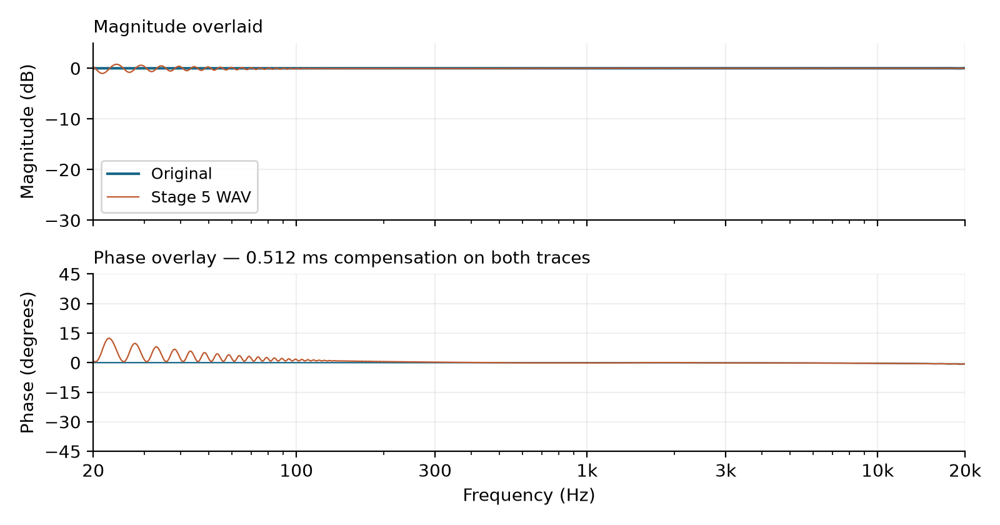 Magnitude overlaid
Magnitude (dB)
0
−10
−20
−30
Original
Stage 5 WAV
Phase overlay — 0.512 ms compensation on both traces
Phase (degrees)
45
30
15
0
−15
−30
−45
20 100 300 1k 3k 10k 20k
Frequency (Hz)